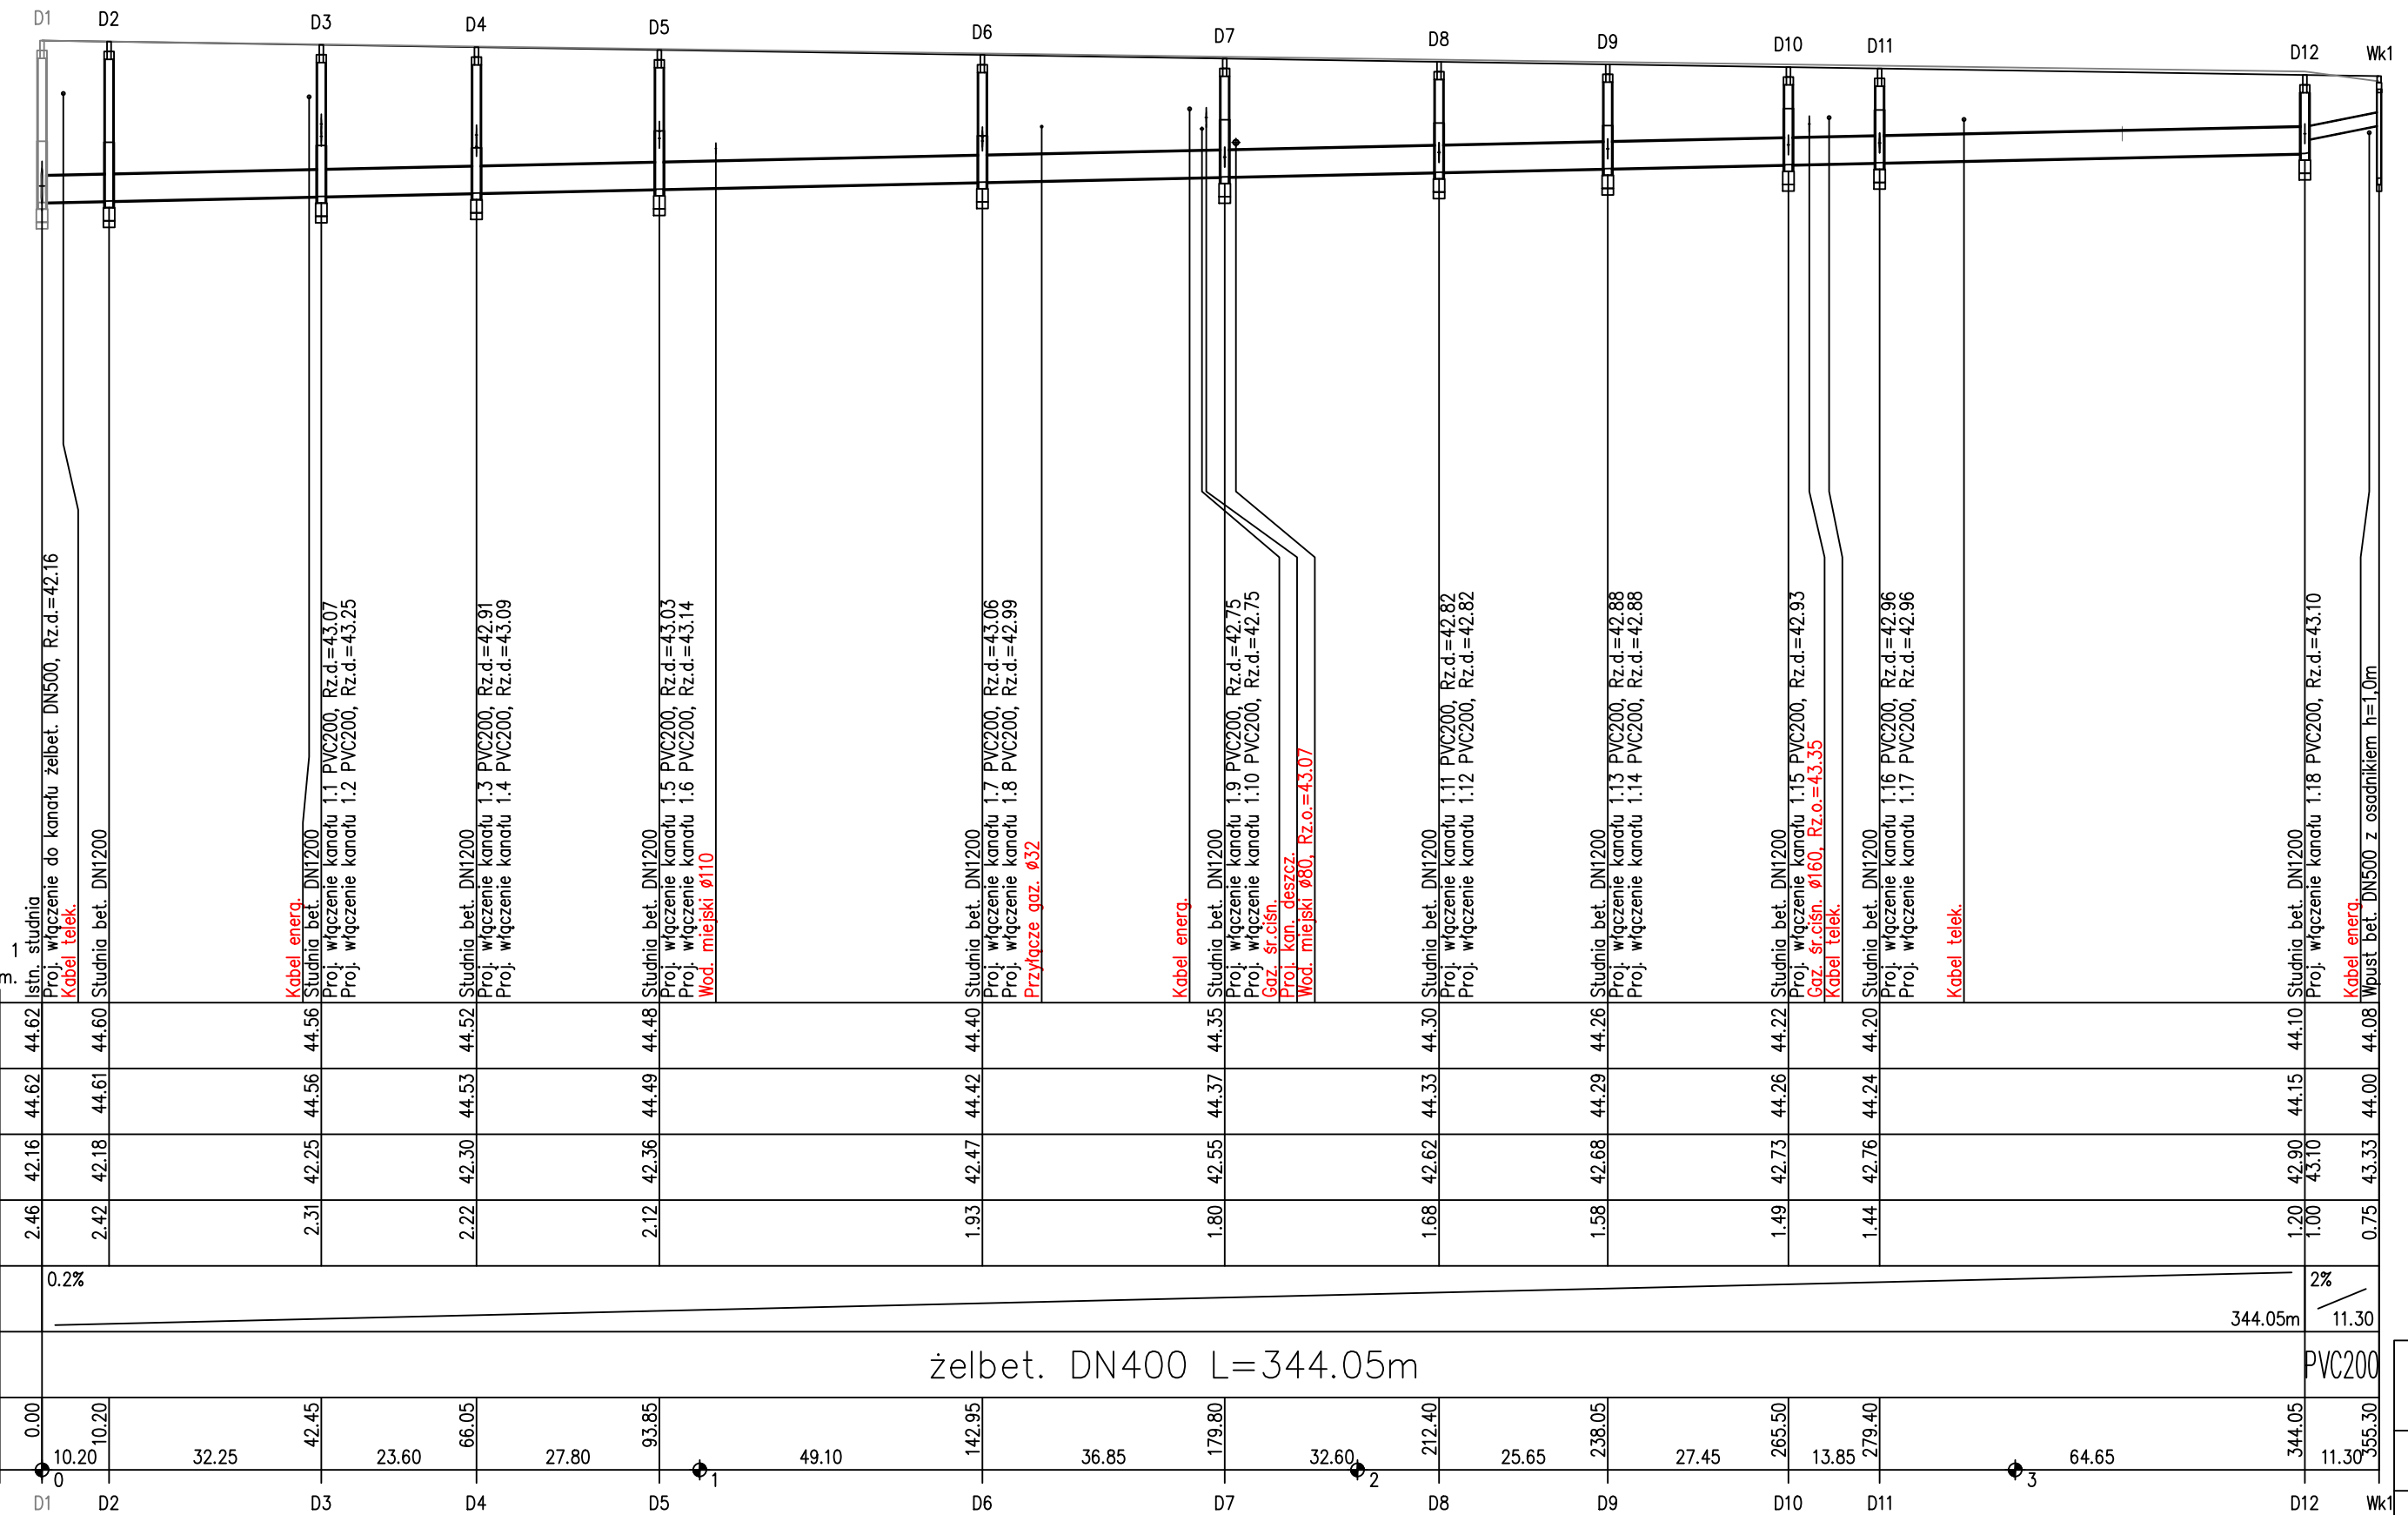 D1
D2
D3
D4
D5
D6
D7
D8
D9
D10
D11
D12
Wk1
1
m.
Istn. studnia
Proj. włączenie do kanału żelbet. DN500, Rz.d.=42.16
Kabel telek.
Studnia bet. DN1200
Kabel energ.
Studnia bet. DN1200
Proj. włączenie kanału 1.1 PVC200, Rz.d.=43.07
Proj. włączenie kanału 1.2 PVC200, Rz.d.=43.25
Studnia bet. DN1200
Proj. włączenie kanału 1.3 PVC200, Rz.d.=42.91
Proj. włączenie kanału 1.4 PVC200, Rz.d.=43.09
Studnia bet. DN1200
Proj. włączenie kanału 1.5 PVC200, Rz.d.=43.03
Proj. włączenie kanału 1.6 PVC200, Rz.d.=43.14
Wod. miejski ø110
Studnia bet. DN1200
Proj. włączenie kanału 1.7 PVC200, Rz.d.=43.06
Proj. włączenie kanału 1.8 PVC200, Rz.d.=42.99
Przyłącze gaz. ø32
Kabel energ.
Studnia bet. DN1200
Proj. włączenie kanału 1.9 PVC200, Rz.d.=42.75
Proj. włączenie kanału 1.10 PVC200, Rz.d.=42.75
Gaz. śr.ciśn.
Proj. kan. deszcz.
Wod. miejski ø80, Rz.o.=43.07
Studnia bet. DN1200
Proj. włączenie kanału 1.11 PVC200, Rz.d.=42.82
Proj. włączenie kanału 1.12 PVC200, Rz.d.=42.82
Studnia bet. DN1200
Proj. włączenie kanału 1.13 PVC200, Rz.d.=42.88
Proj. włączenie kanału 1.14 PVC200, Rz.d.=42.88
Studnia bet. DN1200
Proj. włączenie kanału 1.15 PVC200, Rz.d.=42.93
Gaz. śr.ciśn. ø160, Rz.o.=43.35
Kabel telek.
Studnia bet. DN1200
Proj. włączenie kanału 1.16 PVC200, Rz.d.=42.96
Proj. włączenie kanału 1.17 PVC200, Rz.d.=42.96
Kabel telek.
Studnia bet. DN1200
Proj. włączenie kanału 1.18 PVC200, Rz.d.=43.10
Kabel energ.
Wpust bet. DN500 z osadnikiem h=1,0m
44.62 44.60 44.56 44.52 44.48 44.40 44.35 44.30 44.26 44.22 44.20 44.10 44.08
44.62 44.61 44.56 44.53 44.49 44.42 44.37 44.33 44.29 44.26 44.24 44.15 44.00
42.16 42.18 42.25 42.30 42.36 42.47 42.55 42.62 42.68 42.73 42.76 42.90 43.10 43.33
2.46 2.42 2.31 2.22 2.12 1.93 1.80 1.68 1.58 1.49 1.44 1.20 1.00 0.75
0.2% 2%
344.05m 11.30
żelbet. DN400 L=344.05m PVC200
0.00 10.20 42.45 66.05 93.85 142.95 179.80 212.40 238.05 265.50 279.40 344.05 355.30
10.20 32.25 23.60 27.80 49.10 36.85 32.60 25.65 27.45 13.85 64.65 11.30
0 1 2 3
D1 D2 D3 D4 D5 D6 D7 D8 D9 D10 D11 D12 Wk1